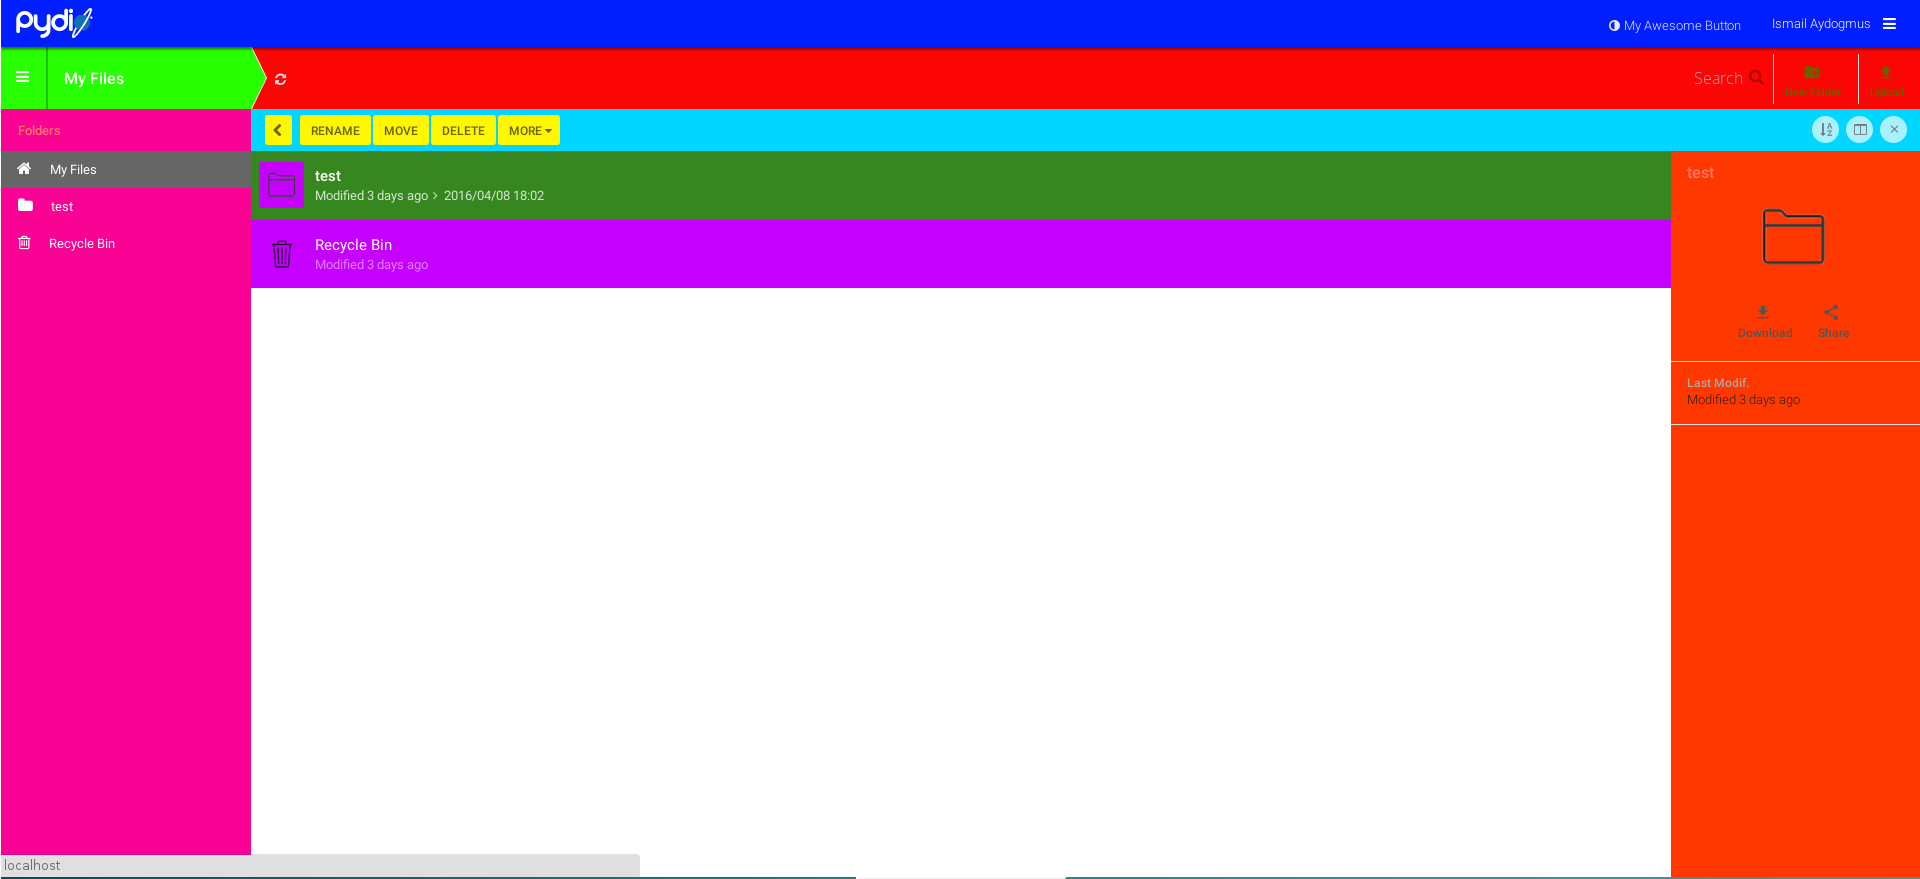 pydio
My Awesome Button
Ismail Aydogmus
My Files
Search
New Folder
Upload
Folders
RENAME
MOVE
DELETE
MORE
My Files
test
Modified 3 days ago > 2016/04/08 18:02
test
test
Recycle Bin
Recycle Bin
Modified 3 days ago
Download
Share
Last Modif.
Modified 3 days ago
localhost